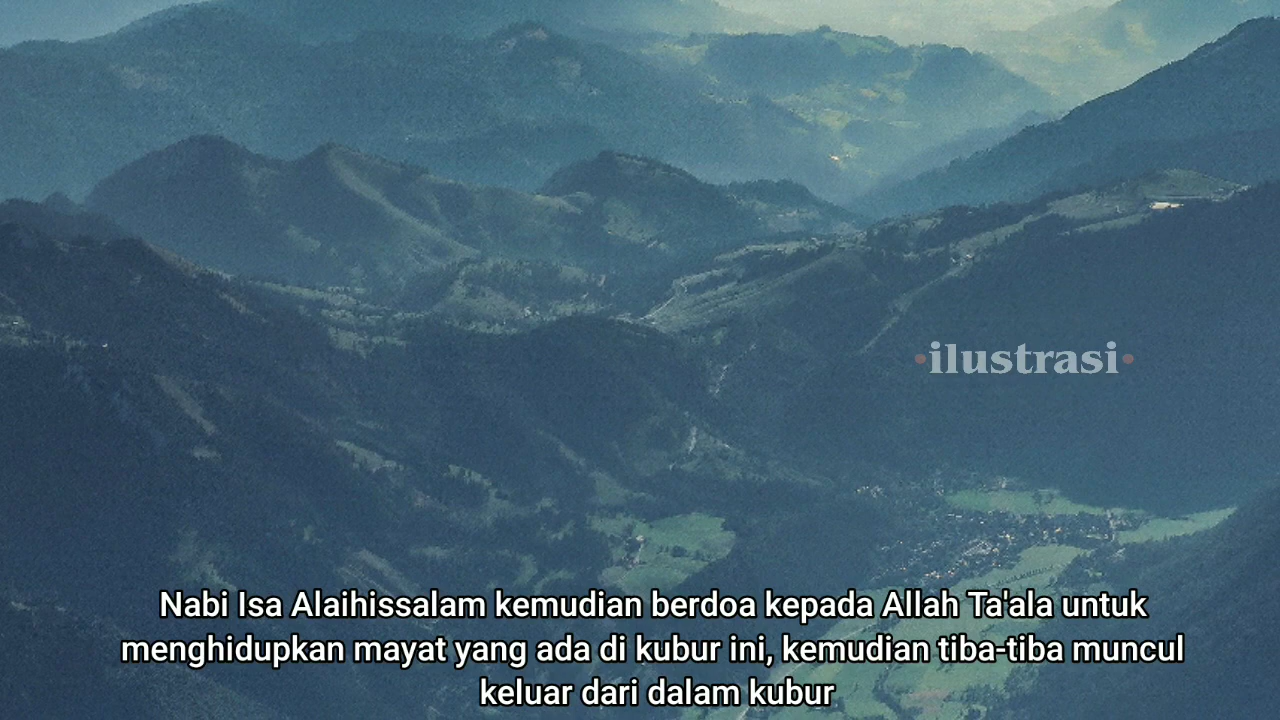 •ilustrasi•
Nabi Isa Alaihissalam kemudian berdoa kepada Allah Ta'ala untuk
menghidupkan mayat yang ada di kubur ini, kemudian tiba-tiba muncul
keluar dari dalam kubur